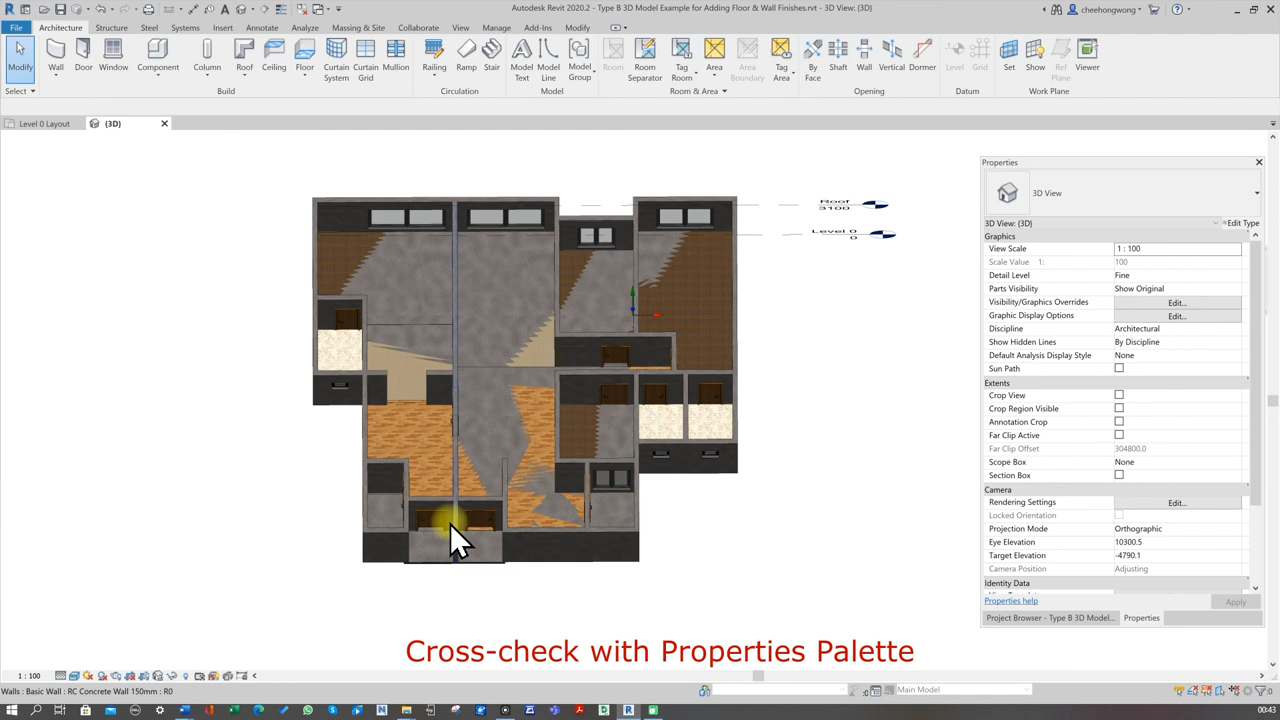 Autodesk Revit 2020.2 - Type B 3D Model Example for Adding Floor & Wall Finishes.rvt - 3D View: {3D}
cheehongwong
File Architecture Structure Steel Systems Insert Annotate Analyze Massing & Site Collaborate View Manage Add-Ins Modify
Modify Wall Door Window Component Column Roof Ceiling Floor Curtain System Curtain Grid Mullion Railing Ramp Stair Model Text Model Line Model Group Room Room Separator Tag Room Area Area Boundary Tag Area By Face Shaft Wall Vertical Dormer Level Grid Set Show Ref Plane Viewer
Select Build Circulation Model Room & Area Opening Datum Work Plane
Level 0 Layout {3D}
Properties
3D View
3D View: {3D} Edit Type
Graphics
View Scale 1 : 100
Scale Value 1: 100
Detail Level Fine
Parts Visibility Show Original
Visibility/Graphics Overrides Edit...
Graphic Display Options Edit...
Discipline Architectural
Show Hidden Lines By Discipline
Default Analysis Display Style None
Sun Path
Extents
Crop View
Crop Region Visible
Annotation Crop
Far Clip Active
Far Clip Offset 304800.0
Scope Box None
Section Box
Camera
Rendering Settings Edit...
Locked Orientation
Projection Mode Orthographic
Eye Elevation 10300.5
Target Elevation -4790.1
Camera Position Adjusting
Identity Data
Properties help Apply
Project Browser - Type B 3D Model... Properties
Roof
3100
Level 0
0
Cross-check with Properties Palette
1 : 100
Walls : Basic Wall : RC Concrete Wall 150mm : R0
Main Model
:0
00:43